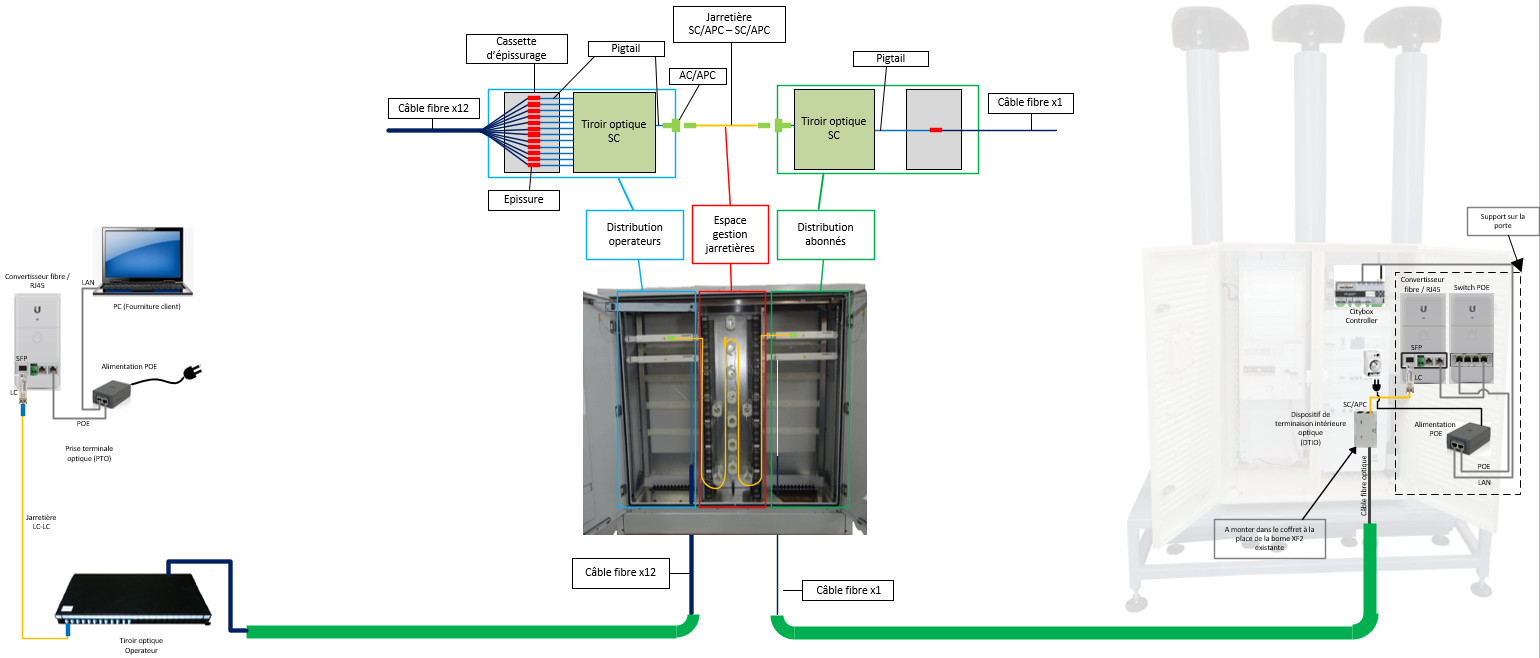 Jarretière
SC/APC – SC/APC
Cassette
d'épissurage
Pigtail
AC/APC
Pigtail
Câble fibre x12
Câble fibre x1
Tiroir optique
SC
Tiroir optique
SC
Epissure
Distribution
operateurs
Espace
gestion
jarretières
Distribution
abonnés
Convertisseur fibre /
RJ45
LAN
PC (Fourniture client)
U
SFP
LC
Alimentation POE
POE
Prise terminale
optique (PTO)
Jarretière
LC-LC
Tiroir optique
Operateur
Câble fibre x12
Câble fibre x1
Support sur la
porte
Convertisseur
fibre / RJ45
Switch POE
U
U
Citybox
Controller
SFP
LC
SC/APC
Dispositif de
terminaison intérieure
optique
(DTIO)
Alimentation
POE
POE
LAN
Câble fibre optique
A monter dans le coffret à la
place de la borne XF2
existante